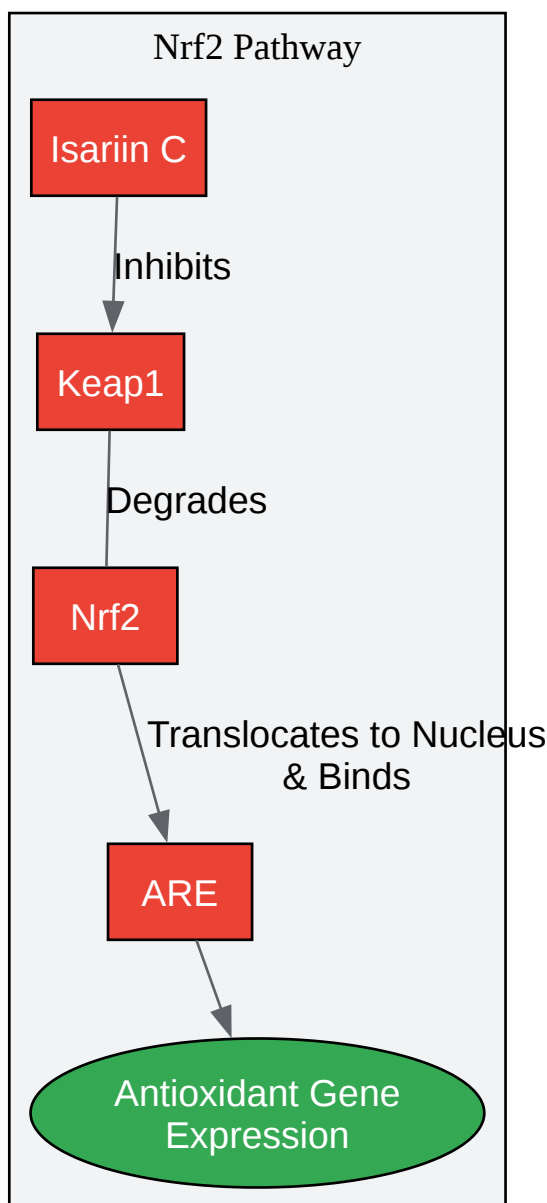 Nrf2 Pathway
Isariin C
Inhibits
Keap1
Degrades
Nrf2
Translocates to Nucleus
& Binds
ARE
Antioxidant Gene
Expression